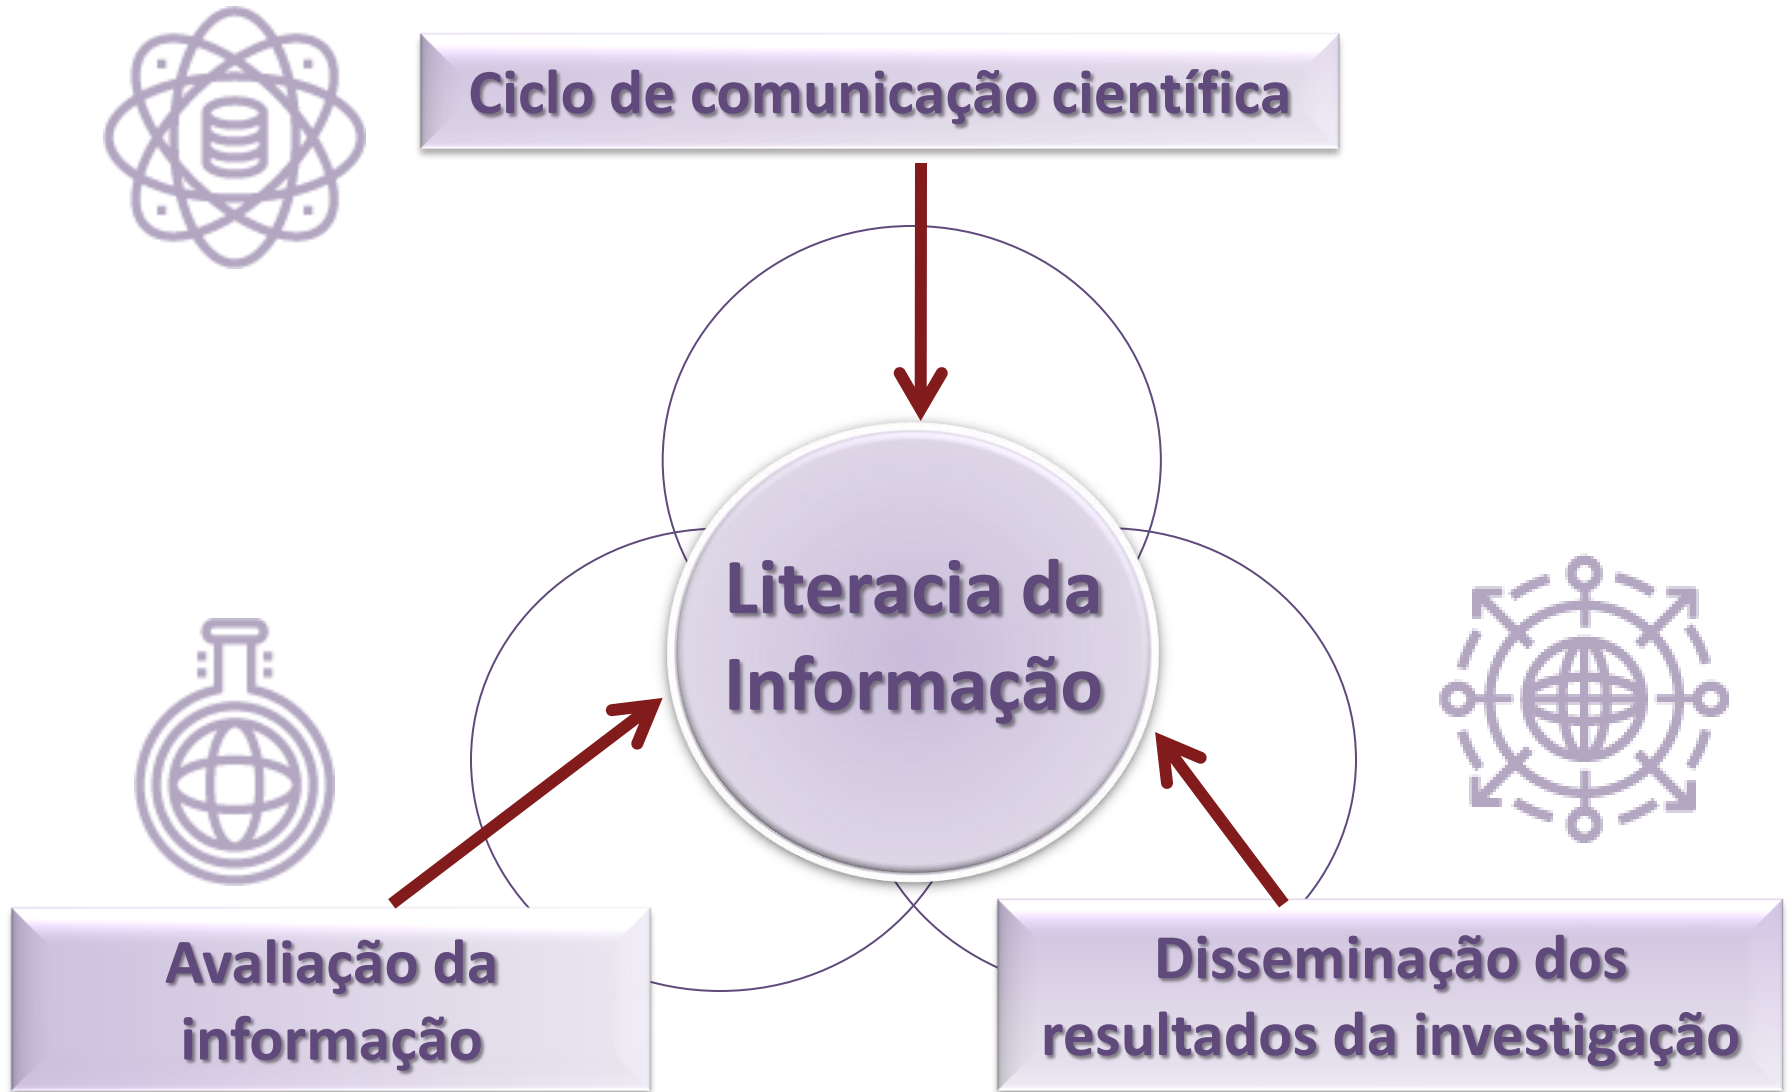 Ciclo de comunicação científica
Literacia da
Informação
Avaliação da
informação
Disseminação dos
resultados da investigação